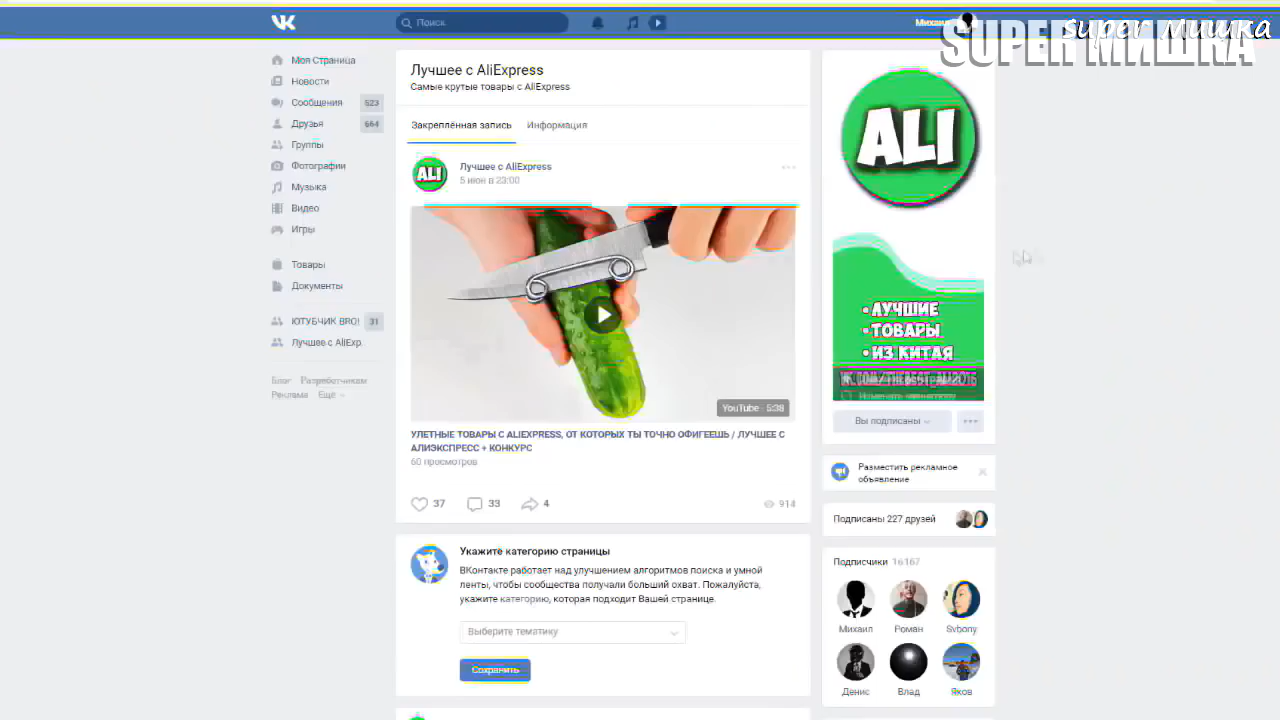 Поиск
Михаил
super мишка
SUPER МИШКА
Моя Страница
Новости
Сообщения 523
Друзья 664
Группы
Фотографии
Музыка
Видео
Игры
Товары
Документы
ЮТУБЧИК BRO! 31
Лучшее с AliExp
Блог Разработчикам
Реклама Ещё
Лучшее с AliExpress
Самые крутые товары с AliExpress
Закреплённая запись Информация
ALI
Лучшее с AliExpress
5 июн в 23:00
YouTube · 5:38
УЛЕТНЫЕ ТОВАРЫ С ALIEXPRESS, ОТ КОТОРЫХ ТЫ ТОЧНО ОФИГЕЕШЬ / ЛУЧШЕЕ С
АЛИЭКСПРЕСС + КОНКУРС
60 просмотров
37 33 4 914
Укажите категорию страницы
ВКонтакте работает над улучшением алгоритмов поиска и умной
ленты, чтобы сообщества получали больший охват. Пожалуйста,
укажите категорию, которая подходит Вашей странице.
Выберите тематику
Сохранить
ALI
• ЛУЧШИЕ
• ТОВАРЫ
• ИЗ КИТАЯ
Вы подписаны
Разместить рекламное
объявление
Подписаны 227 друзей
Подписчики 16 167
Михаил Роман Svbony
Денис Влад Яков